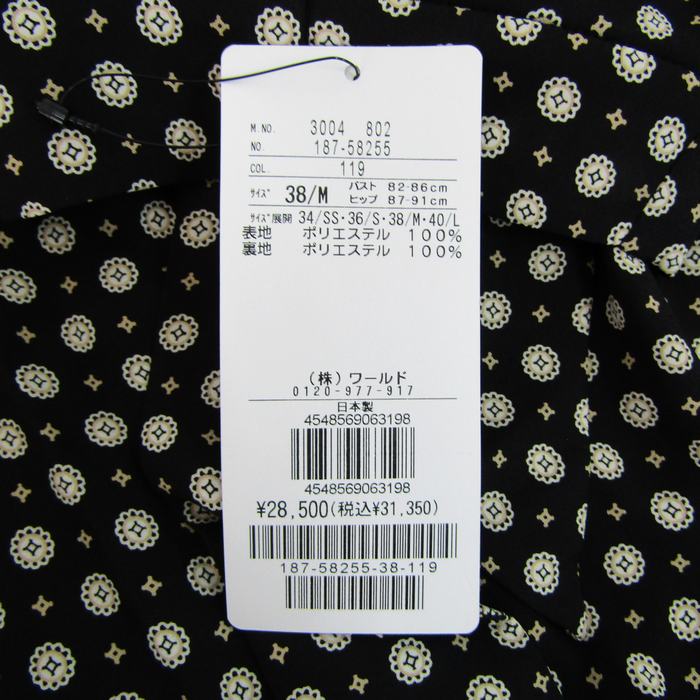 M.NO. 3004 802
NO. 187-58255
COL. 119
サイズ 38/M バスト 82-86cm
ヒップ 87-91cm
サイズ展開 34/SS・36/S・38/M・40/L
表地 ポリエステル 100%
裏地 ポリエステル 100%
(株)ワールド
0120-977-917
日本製
4548569063198
4548569063198
¥28,500(税込¥31,350)
187-58255-38-119